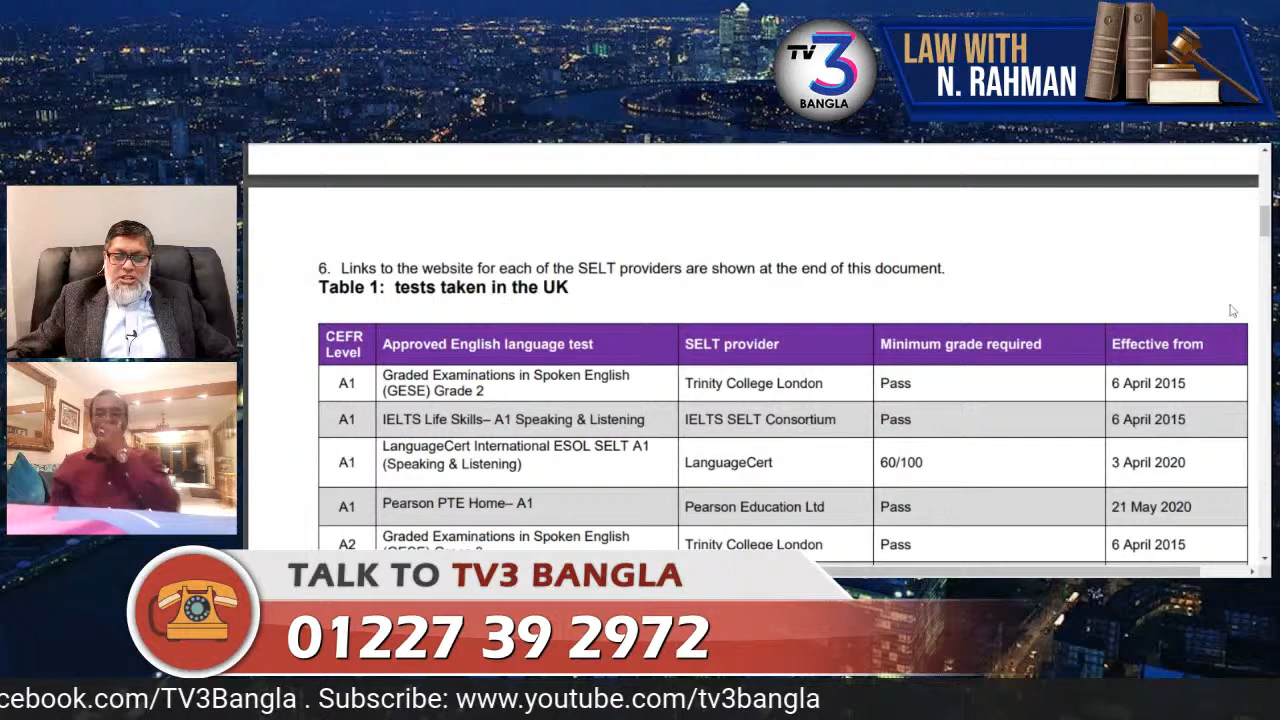 TV3
BANGLA
LAW WITH
N. RAHMAN
6. Links to the website for each of the SELT providers are shown at the end of this document.
Table 1: tests taken in the UK
CEFR Level Approved English language test SELT provider Minimum grade required Effective from
A1 Graded Examinations in Spoken English (GESE) Grade 2 Trinity College London Pass 6 April 2015
A1 IELTS Life Skills– A1 Speaking & Listening IELTS SELT Consortium Pass 6 April 2015
A1 LanguageCert International ESOL SELT A1 (Speaking & Listening) LanguageCert 60/100 3 April 2020
A1 Pearson PTE Home– A1 Pearson Education Ltd Pass 21 May 2020
A2 Graded Examinations in Spoken English Trinity College London Pass 6 April 2015
TALK TO TV3 BANGLA
01227 39 2972
cebook.com/TV3Bangla . Subscribe: www.youtube.com/tv3bangla